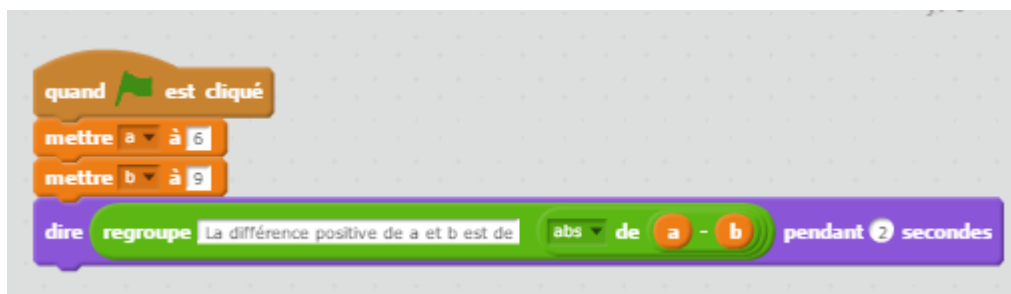 quand est cliqué
mettre a à 6
mettre b à 9
dire regroupe La différence positive de a et b est de abs de a - b pendant 2 secondes